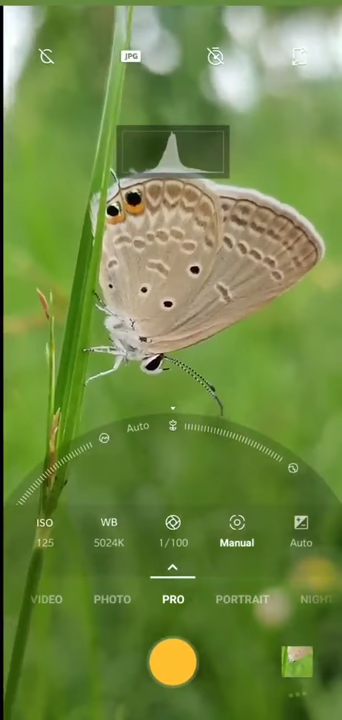 JPG
Auto
ISO WB
125 5024K 1/100 Manual Auto
VIDEO PHOTO PRO PORTRAIT NIGHT